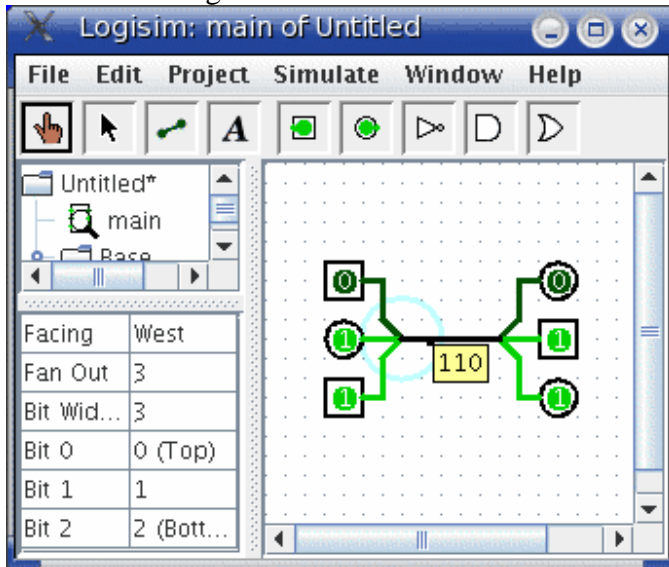 Logisim: main of Untitled
File Edit Project Simulate Window Help
A
Untitled*
main
Base
0 0
1 1
110
1 1
Facing West
Fan Out 3
Bit Wid... 3
Bit 0 0 (Top)
Bit 1 1
Bit 2 2 (Bott...